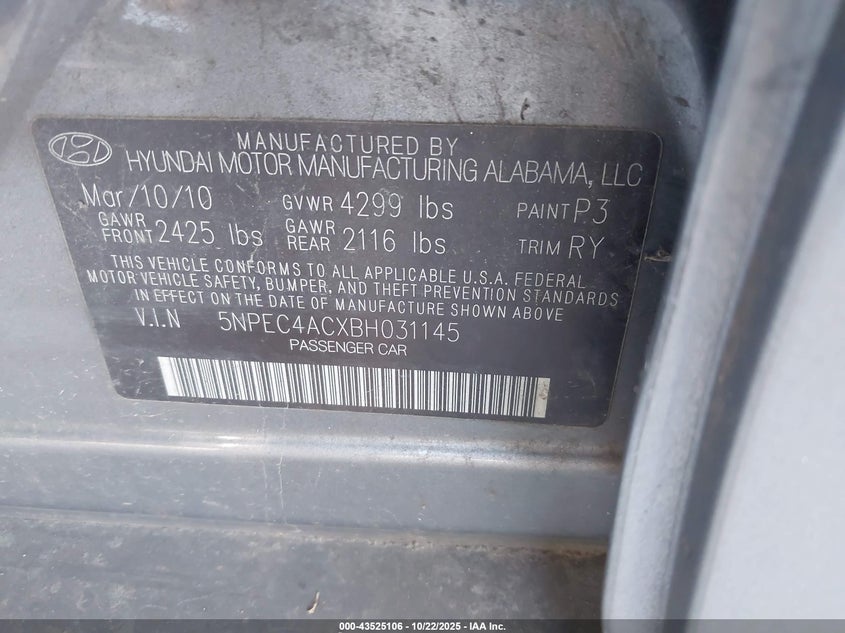 MANUFACTURED BY
HYUNDAI MOTOR MANUFACTURING ALABAMA, LLC
Mar/10/10 GVWR 4299 lbs PAINT P3
GAWR FRONT 2425 lbs GAWR REAR 2116 lbs TRIM RY
THIS VEHICLE CONFORMS TO ALL APPLICABLE U.S.A. FEDERAL
MOTOR VEHICLE SAFETY, BUMPER, AND THEFT PREVENTION STANDARDS
IN EFFECT ON THE DATE OF MANUFACTURE SHOWN ABOVE
V.I.N 5NPEC4ACXBH031145
PASSENGER CAR
000-43525106 - 10/22/2025 - IAA Inc.